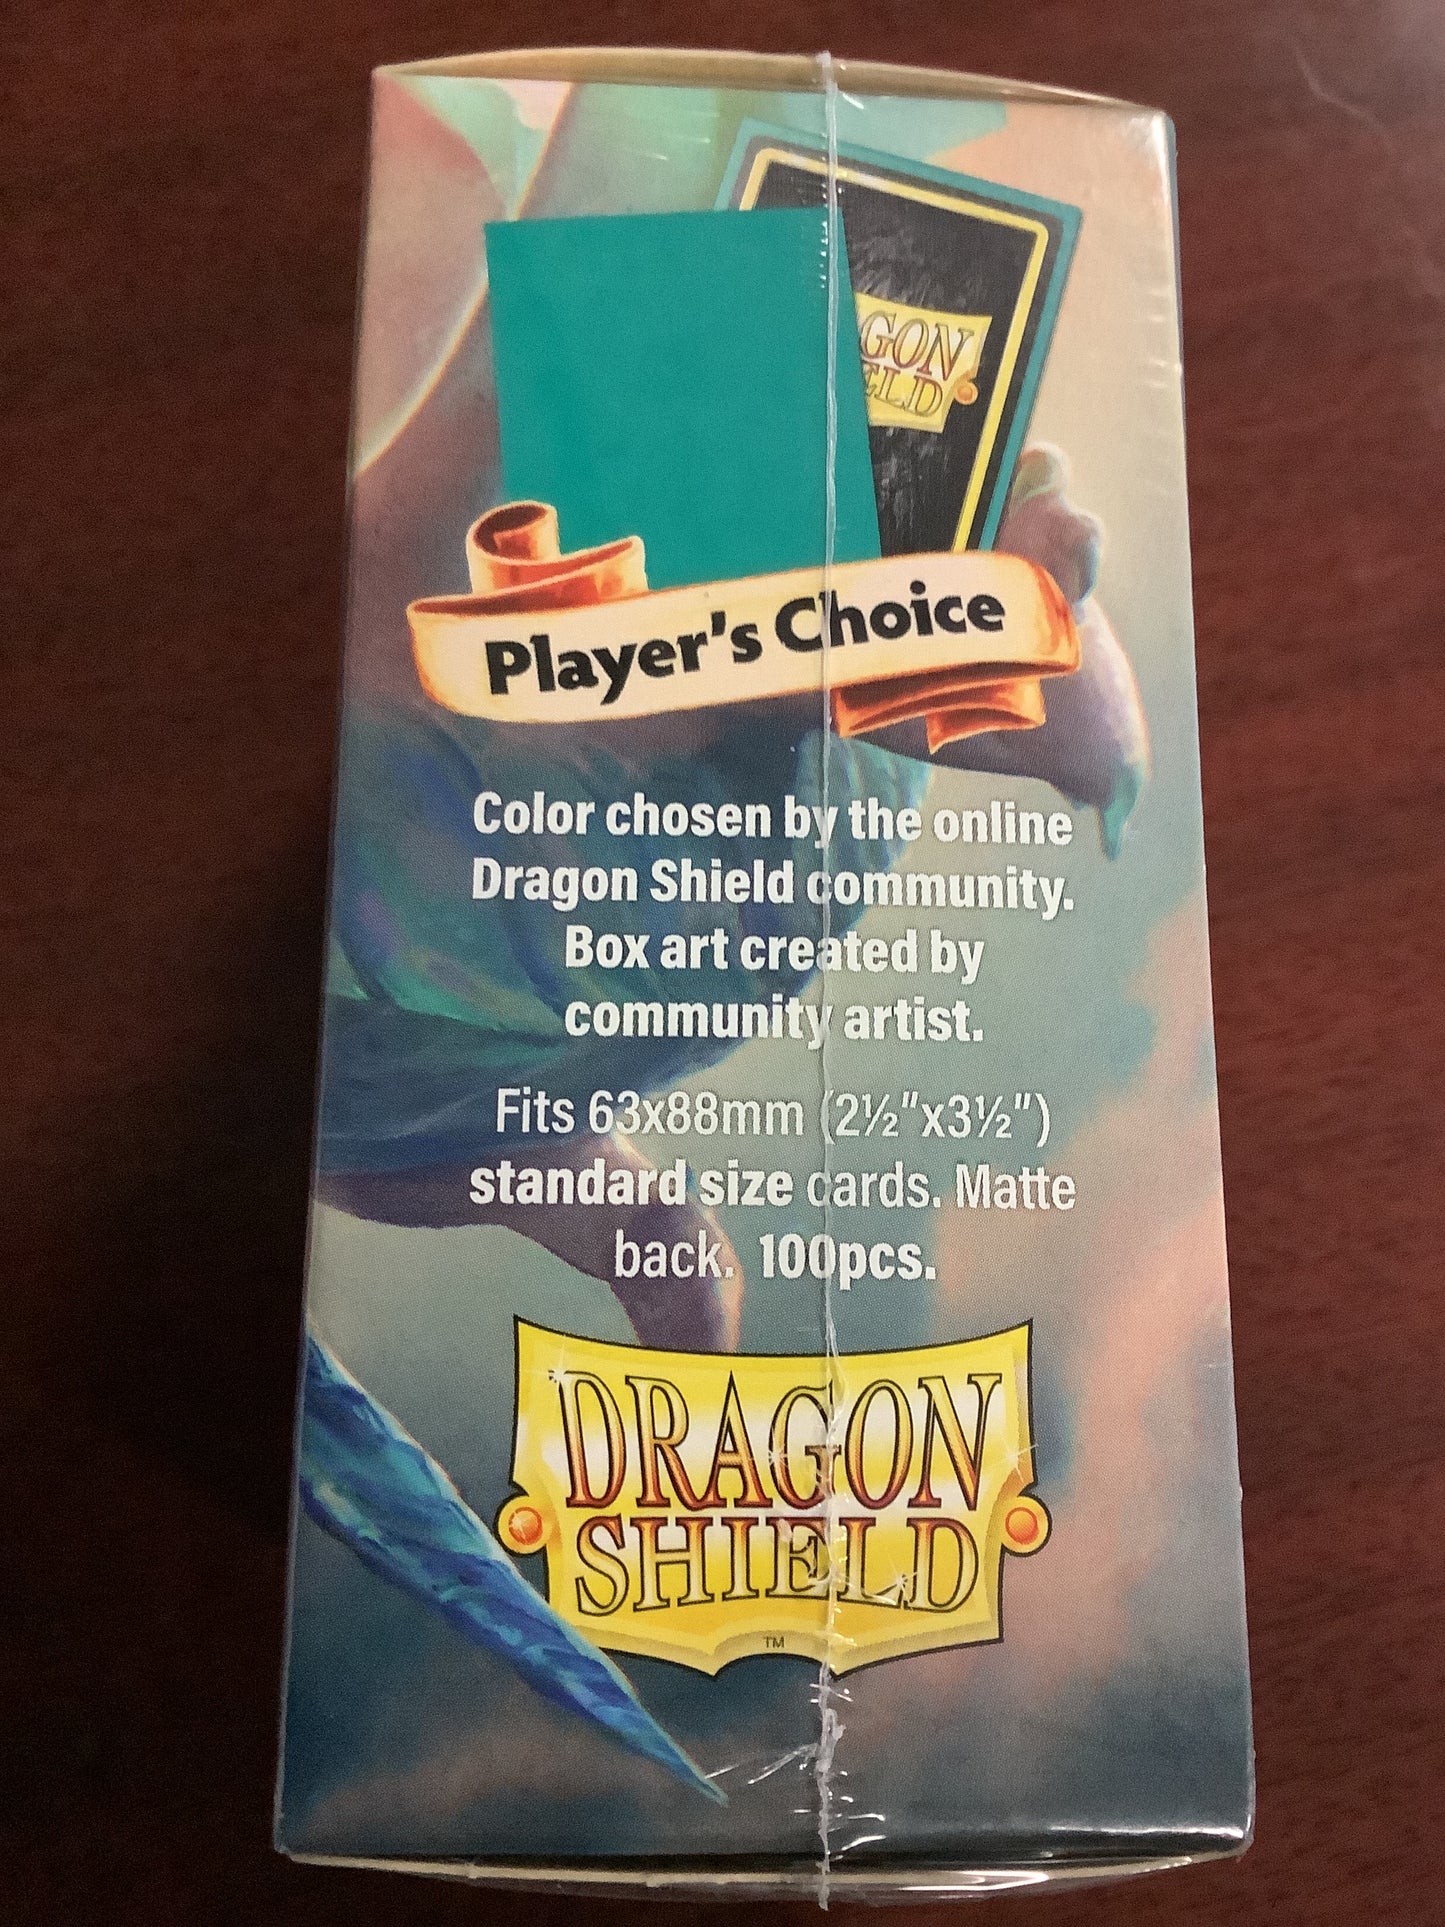 GON
ELD
Player's Choice
Color chosen by the online
Dragon Shield community.
Box art created by
community artist.
Fits 63x88mm (2½"x3½")
standard size cards. Matte
back. 100pcs.
DRAGON
SHIELD
TM